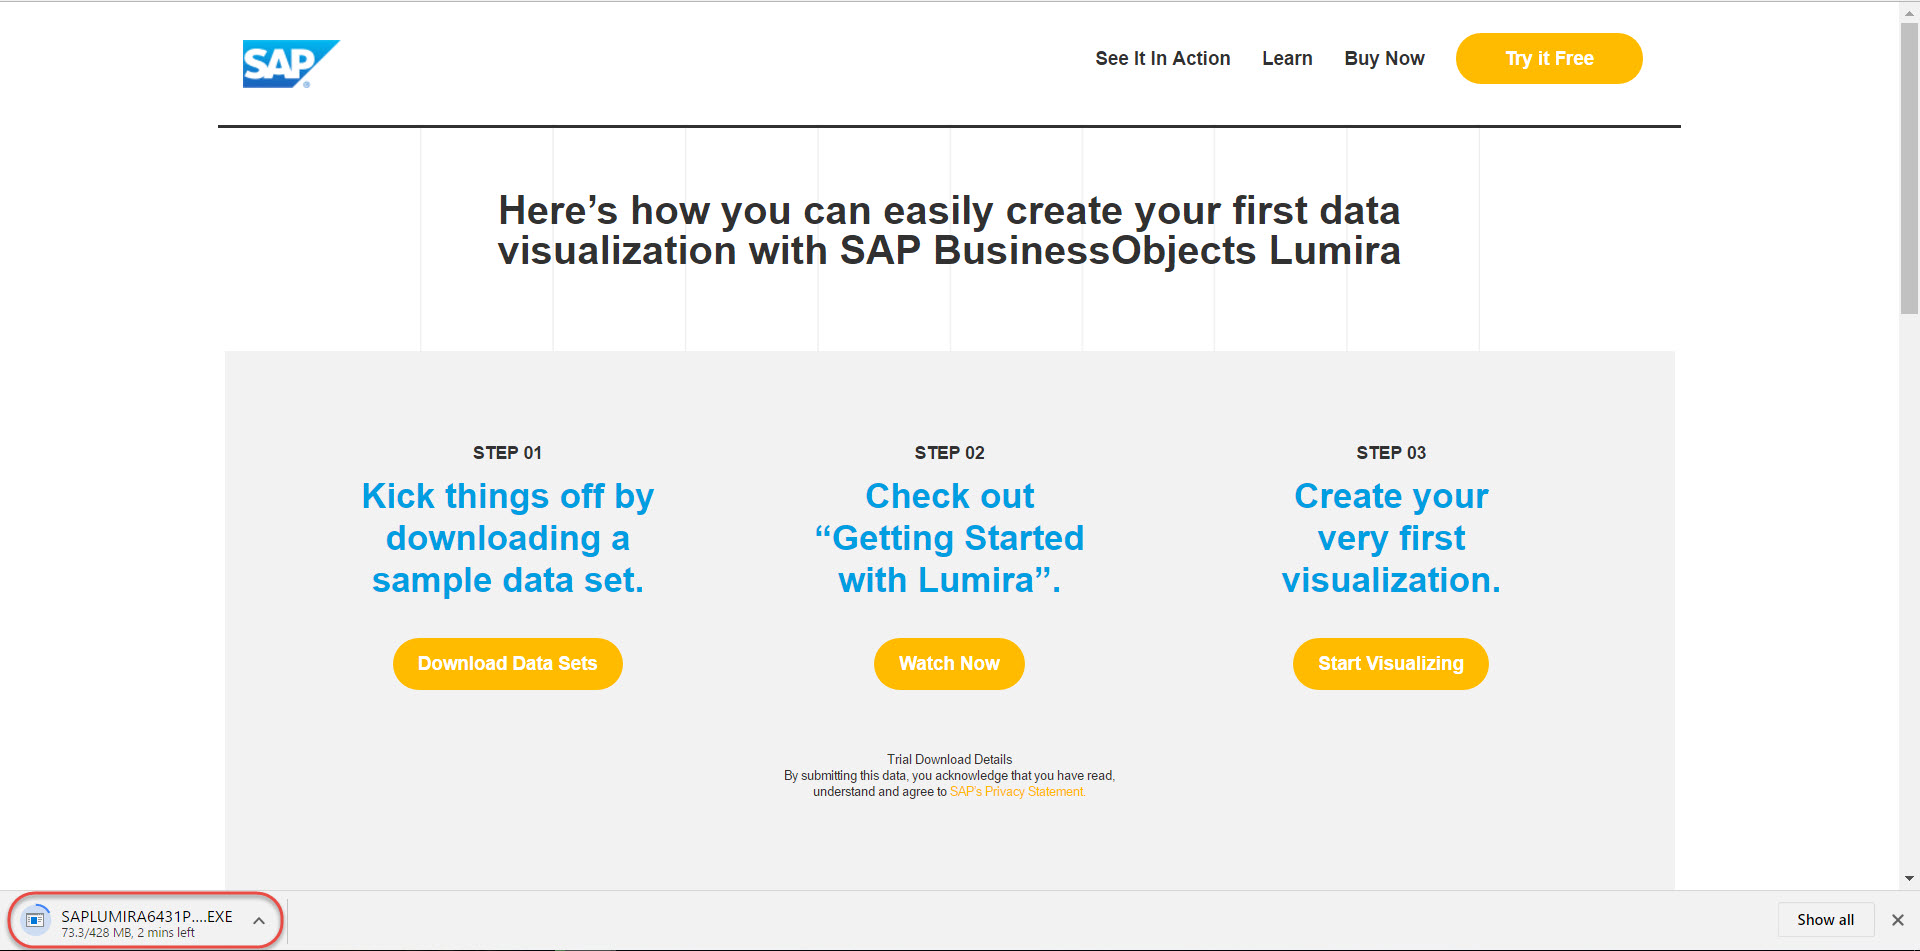 SAP®
See It In Action
Learn
Buy Now
Try it Free
Here’s how you can easily create your first data
visualization with SAP BusinessObjects Lumira
STEP 01
Kick things off by
downloading a
sample data set.
Download Data Sets
STEP 02
Check out
“Getting Started
with Lumira”.
Watch Now
STEP 03
Create your
very first
visualization.
Start Visualizing
Trial Download Details
By submitting this data, you acknowledge that you have read,
understand and agree to SAP's Privacy Statement.
SAPLUMIRA6431P....EXE
73.3/428 MB, 2 mins left
Show all